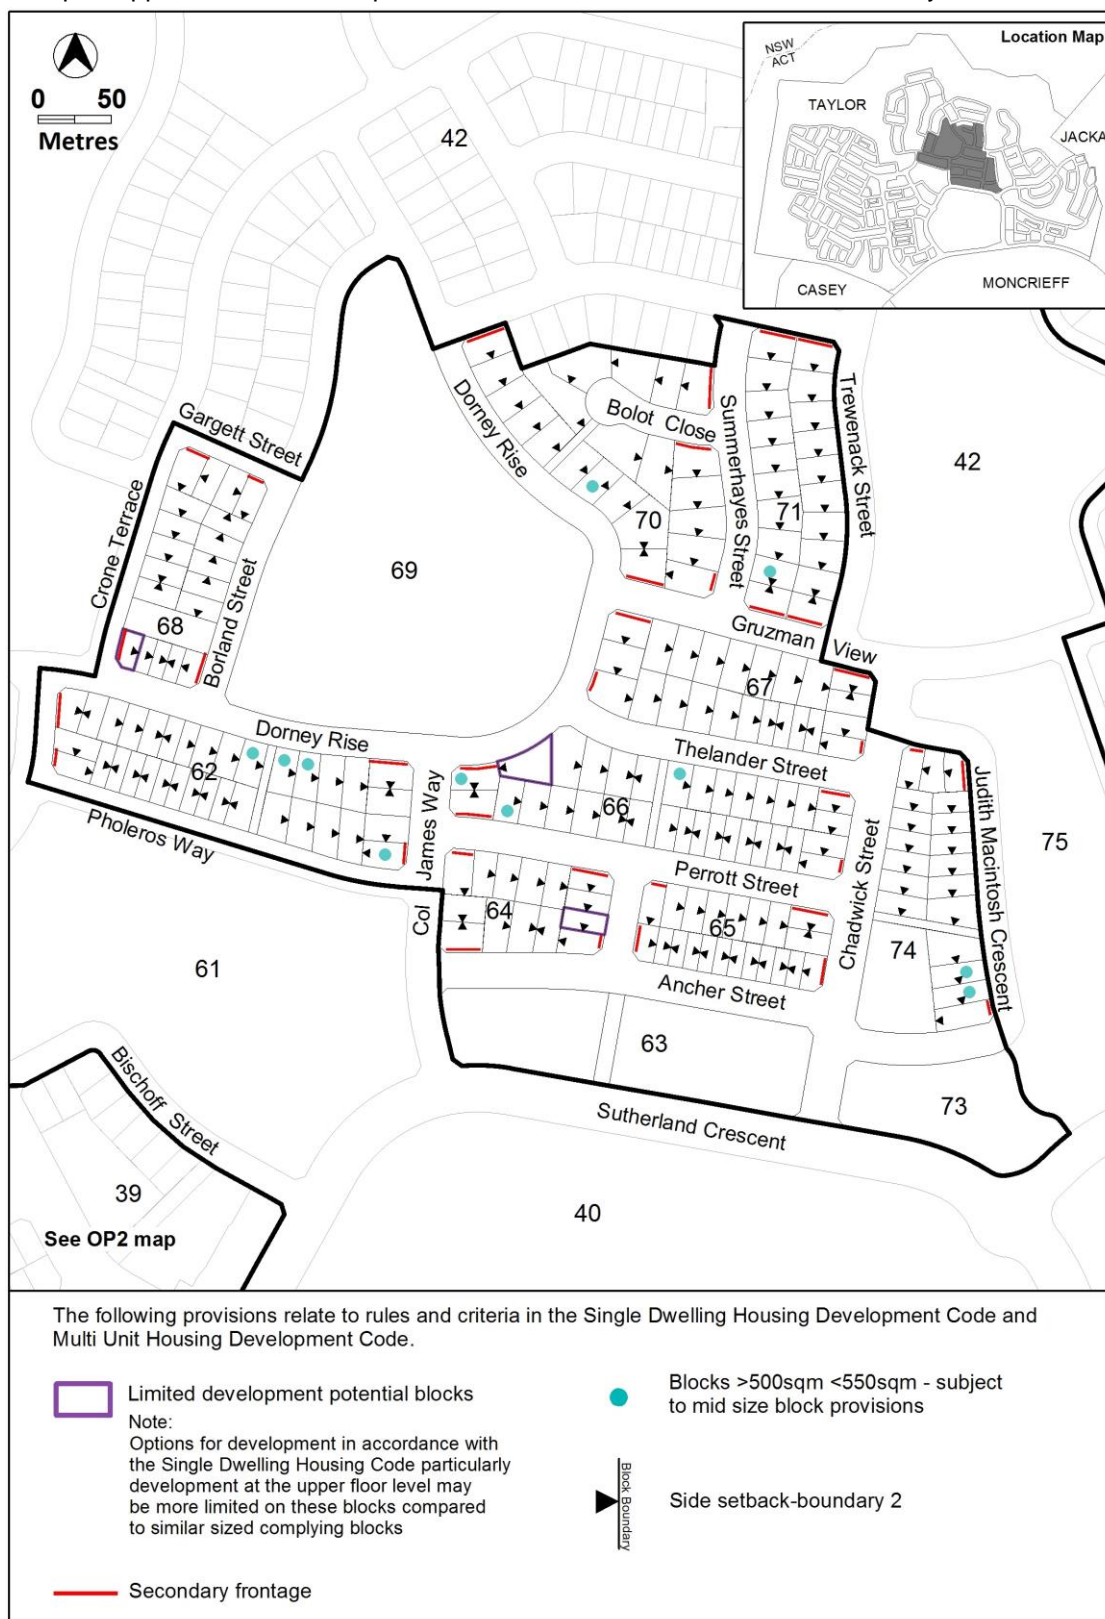 0 50
Metres
Location Map
NSW
ACT
TAYLOR
JACKA
CASEY
MONCRIEFF
42
Gargett Street
Crone Terrace
Borland Street
68
69
Dorney Rise
Bolot Close
Summerhayes Street
Trewenack Street
70
71
42
Gruzman View
67
Dorney Rise
62
Pholeros Way
Col James Way
Thelander Street
66
Perrott Street
64
65
Ancher Street
Chadwick Street
74
Judith Macintosh Crescent
75
61
63
73
Sutherland Crescent
Bischoff Street
39
See OP2 map
40
The following provisions relate to rules and criteria in the Single Dwelling Housing Development Code and
Multi Unit Housing Development Code.
Limited development potential blocks
Note:
Options for development in accordance with
the Single Dwelling Housing Code particularly
development at the upper floor level may
be more limited on these blocks compared
to similar sized complying blocks
Secondary frontage
Blocks >500sqm <550sqm - subject
to mid size block provisions
Block Boundary
Side setback-boundary 2